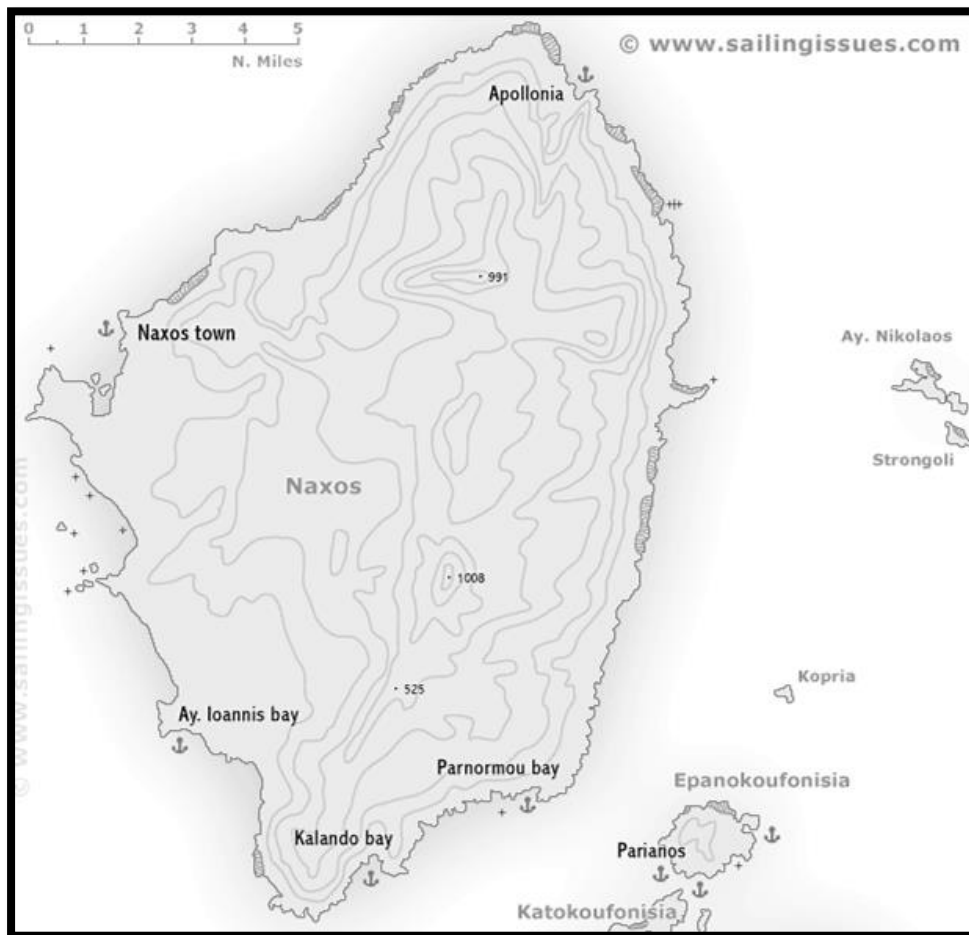 0 1 2 3 4 5
N. Miles
© www.sailingissues.com
Apollonia
991
Naxos town
Ay. Nikolaos
Strongoli
Naxos
1008
525
Kopria
Ay. Ioannis bay
Parnormou bay
Epanokoufonisia
Kalando bay
Parianos
Katokoufonisia
© www.sailingissues.com